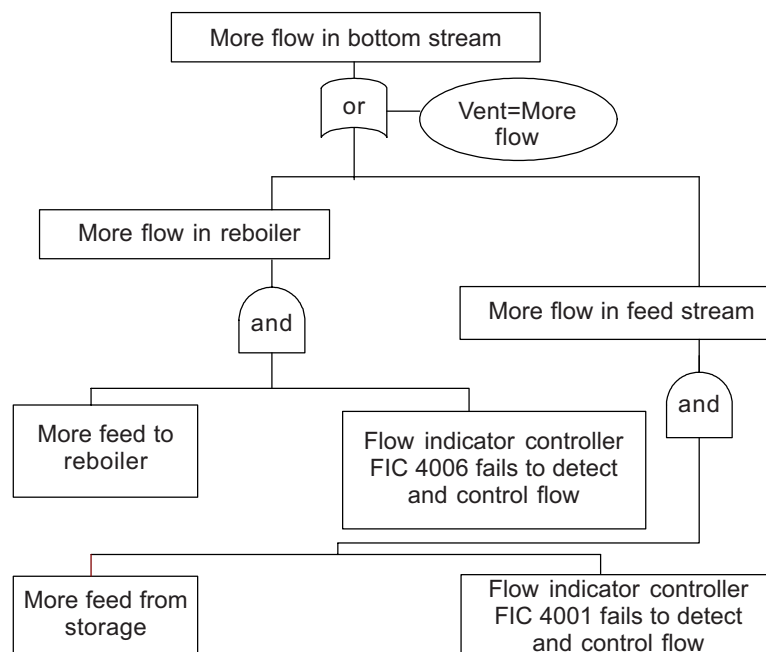 More flow in bottom stream
or
Vent=More
flow
More flow in reboiler
and
More flow in feed stream
and
More feed to
reboiler
Flow indicator controller
FIC 4006 fails to detect
and control flow
More feed from
storage
Flow indicator controller
FIC 4001 fails to detect
and control flow